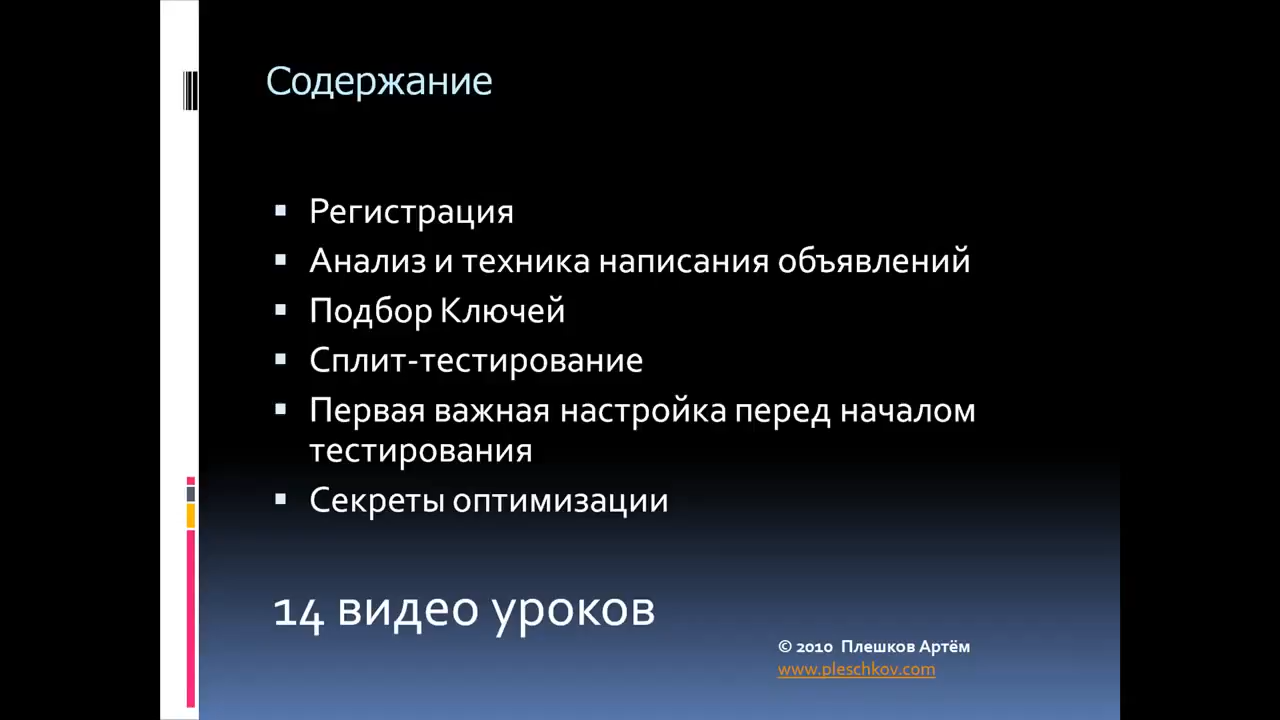 Содержание
Регистрация
Анализ и техника написания объявлений
Подбор Ключей
Сплит-тестирование
Первая важная настройка перед началом
тестирования
Секреты оптимизации
14 видео уроков
© 2010 Плешков Артём
www.pleschkov.com